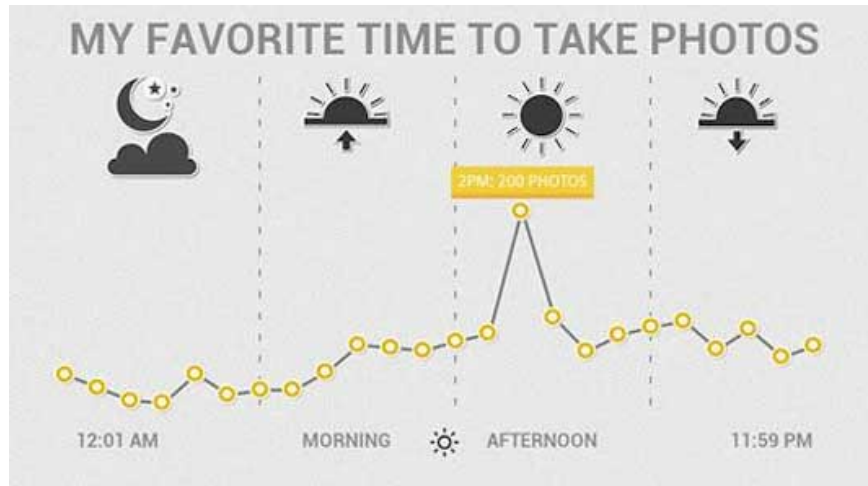 MY FAVORITE TIME TO TAKE PHOTOS
2PM: 200 PHOTOS
12:01 AM MORNING AFTERNOON 11:59 PM